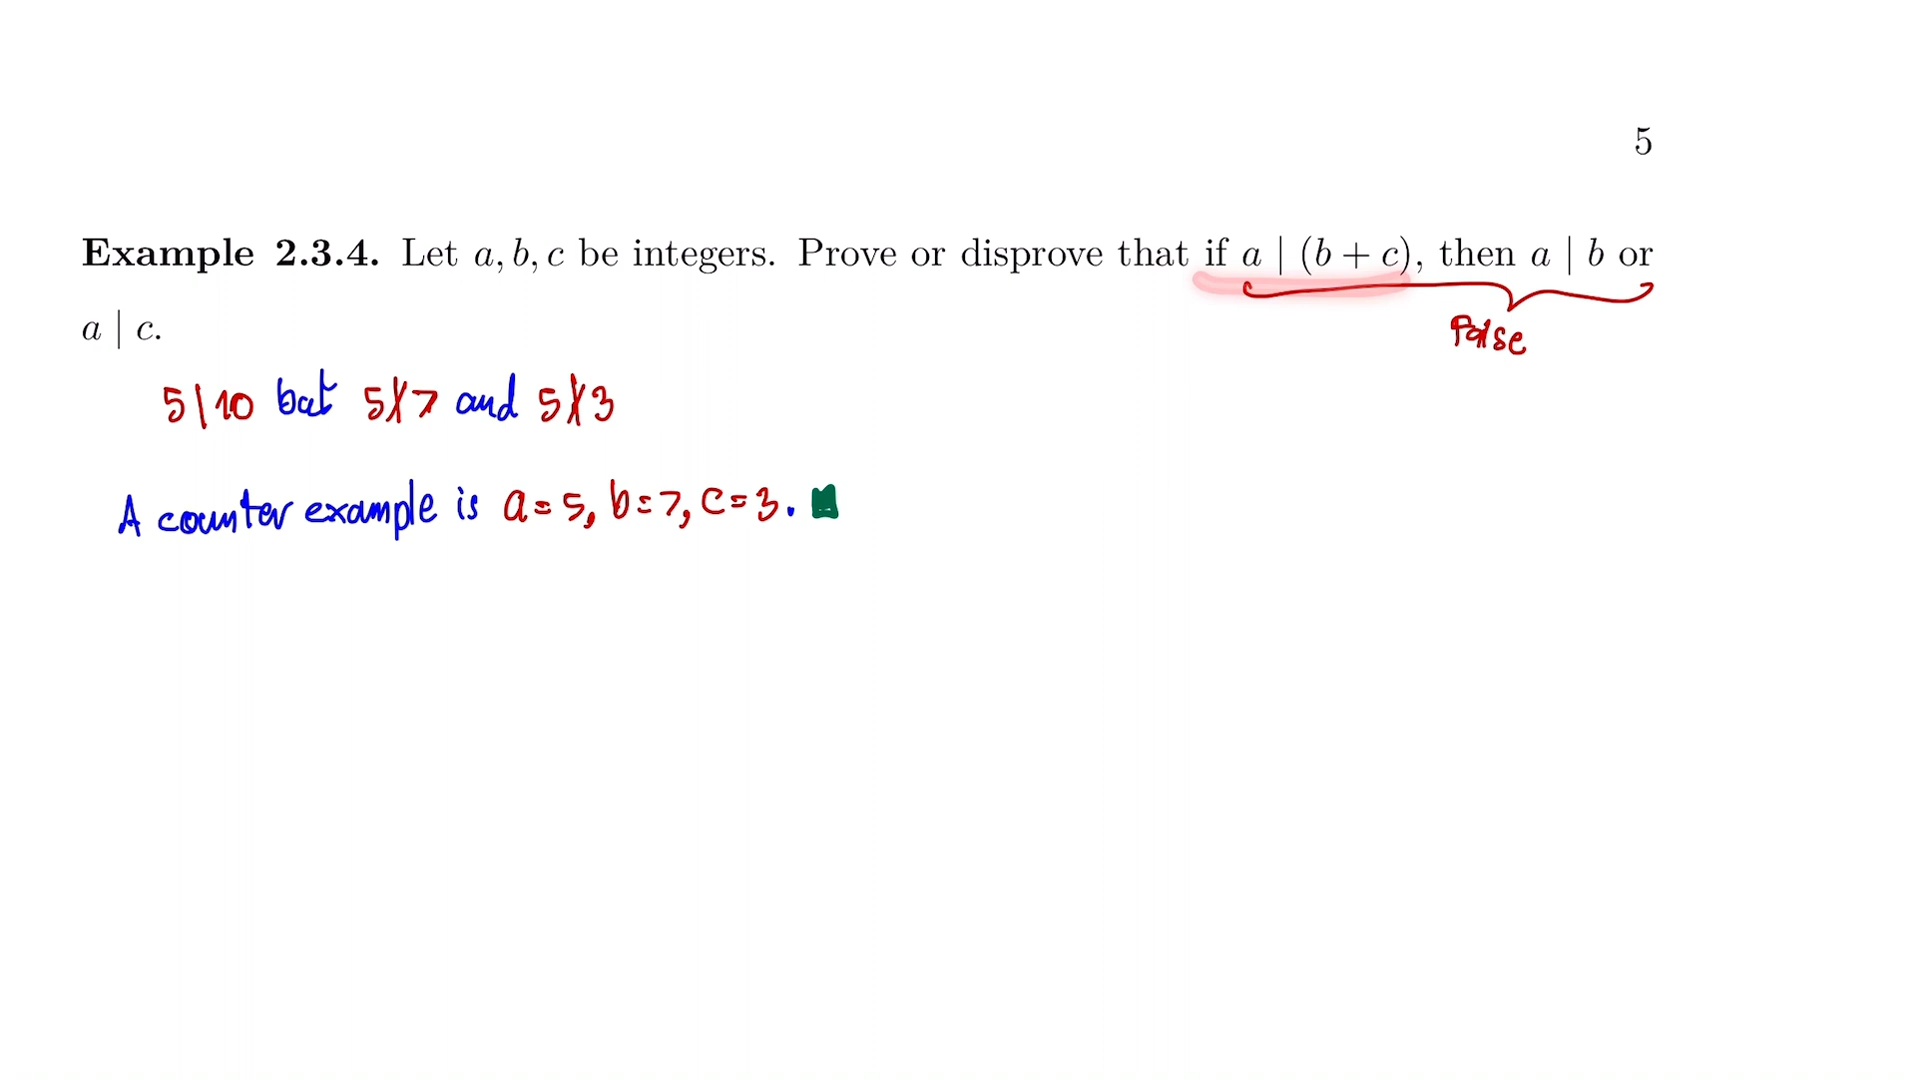 5
Example 2.3.4. Let a, b, c be integers. Prove or disprove that if a | (b + c), then a | b or
False
a | c.
5|10 but 5∤7 and 5∤3
A counter example is a=5, b=7, c=3. ■